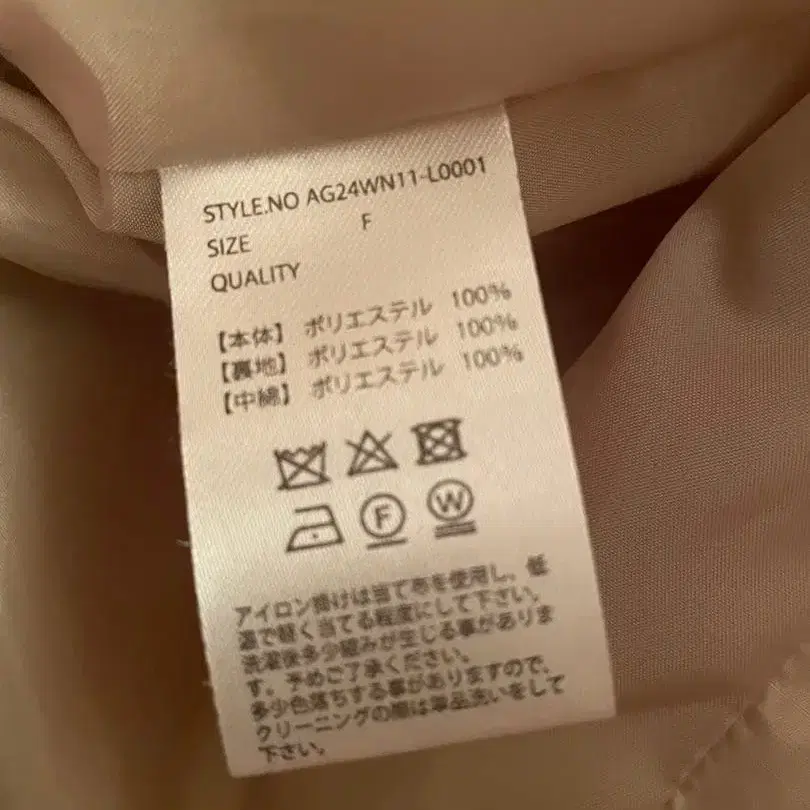 STYLE.NO AG24WN11-L0001
SIZE F
QUALITY
【本体】 ポリエステル 100%
【裏地】 ポリエステル 100%
【中綿】 ポリエステル 100%
F W
アイロン掛けは当て布を使用し、低
温で軽く当てる程度にして下さい。
洗濯後多少縮みが生じる事がありま
す。予めご了承ください。
多少色落ちする事がありますので、
クリーニングの際は単品洗いをして
下さい。